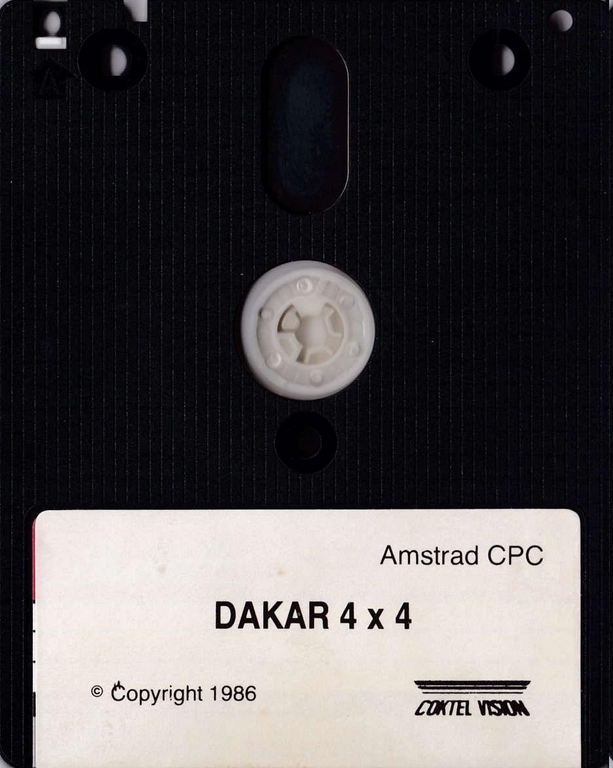 Amstrad CPC
DAKAR 4 x 4
© Copyright 1986
COKTEL VISION